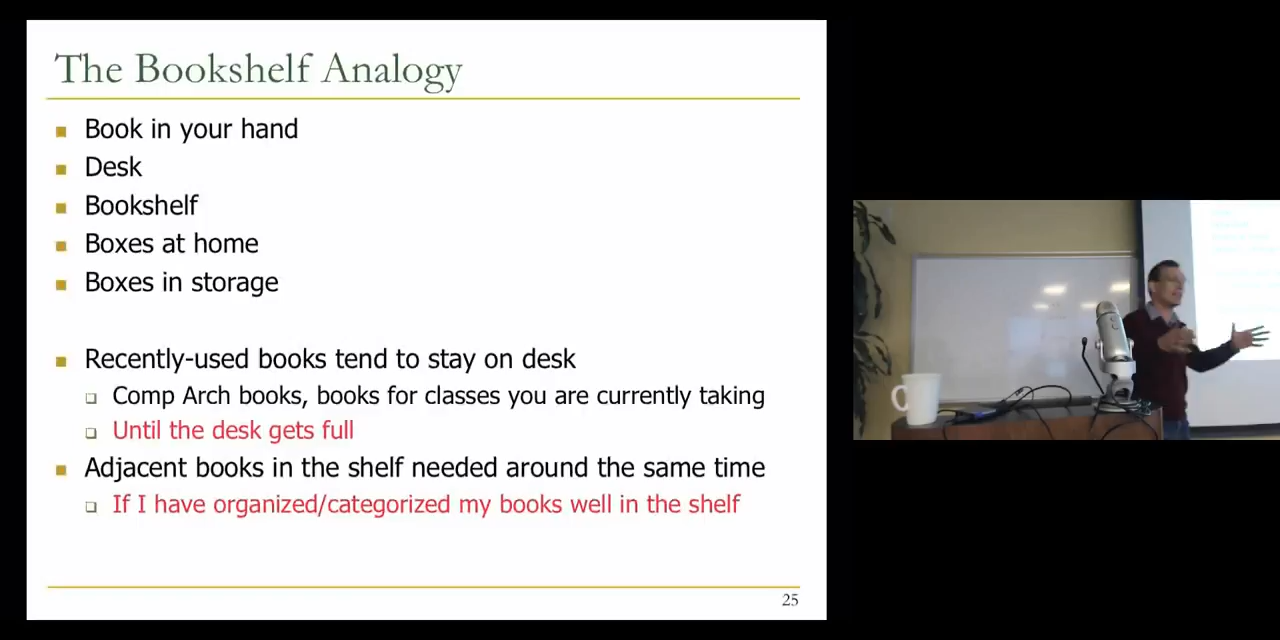 The Bookshelf Analogy
Book in your hand
Desk
Bookshelf
Boxes at home
Boxes in storage
Recently-used books tend to stay on desk
Comp Arch books, books for classes you are currently taking
Until the desk gets full
Adjacent books in the shelf needed around the same time
If I have organized/categorized my books well in the shelf
25